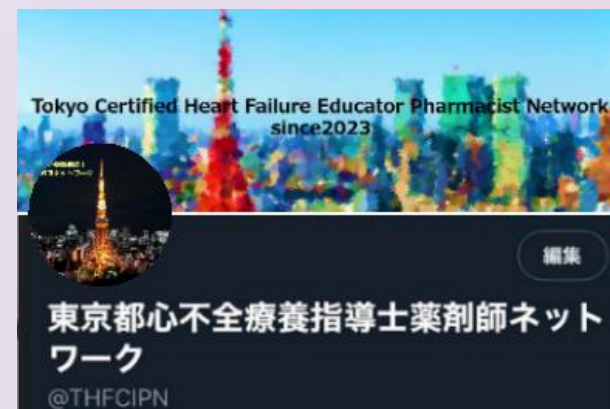 Tokyo Certified Heart Failure Educator Pharmacist Network
since2023
編集
東京都心不全療養指導士薬剤師ネット
ワーク
@THFCIPN